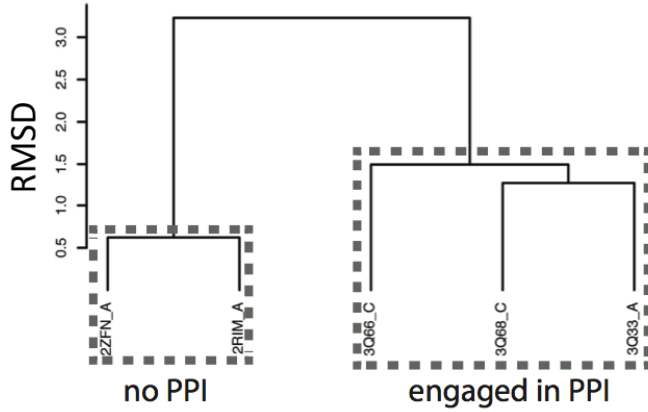 3.0
2.5
2.0
1.5
1.0
0.5
RMSD
2ZFN_A
2RIM_A
3Q66_C
3Q68_C
3Q33_A
no PPI
engaged in PPI